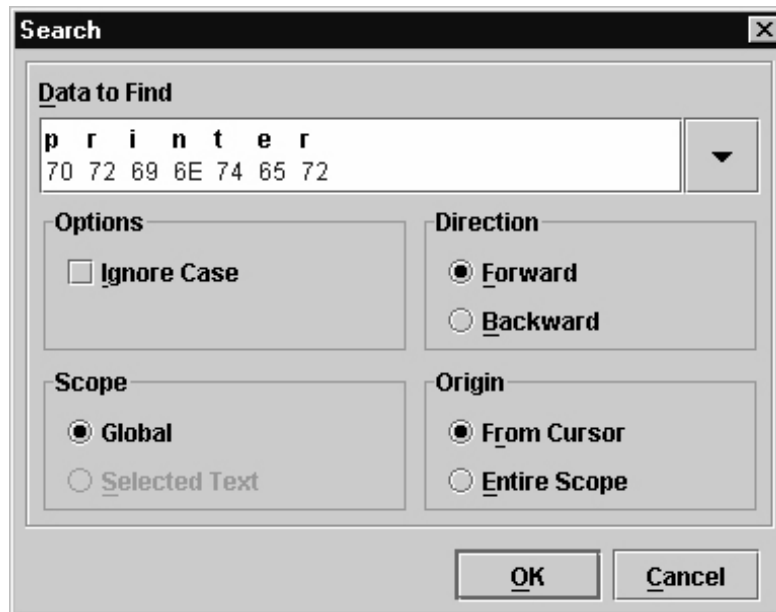 Search
Data to Find
p r i n t e r
70 72 69 6E 74 65 72
Options
Ignore Case
Direction
Forward
Backward
Scope
Global
Selected Text
Origin
From Cursor
Entire Scope
OK Cancel